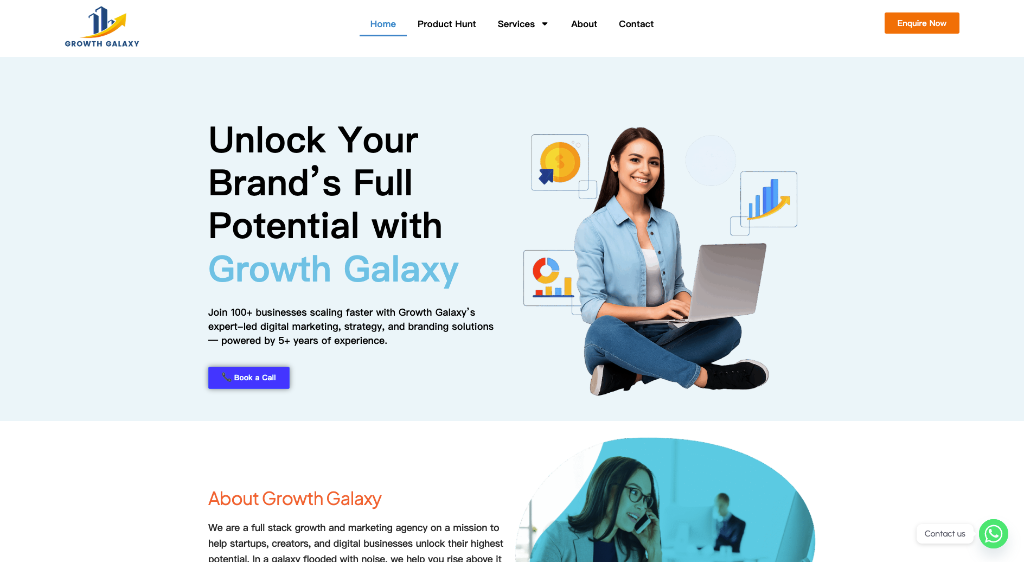 GROWTH GALAXY
Home
Product Hunt
Services
About
Contact
Enquire Now
Unlock Your
Brand’s Full
Potential with
Growth Galaxy
Join 100+ businesses scaling faster with Growth Galaxy’s
expert-led digital marketing, strategy, and branding solutions
— powered by 5+ years of experience.
Book a Call
About Growth Galaxy
We are a full stack growth and marketing agency on a mission to
help startups, creators, and digital businesses unlock their highest
potential. In a galaxy flooded with noise, we help you rise above it
Contact us